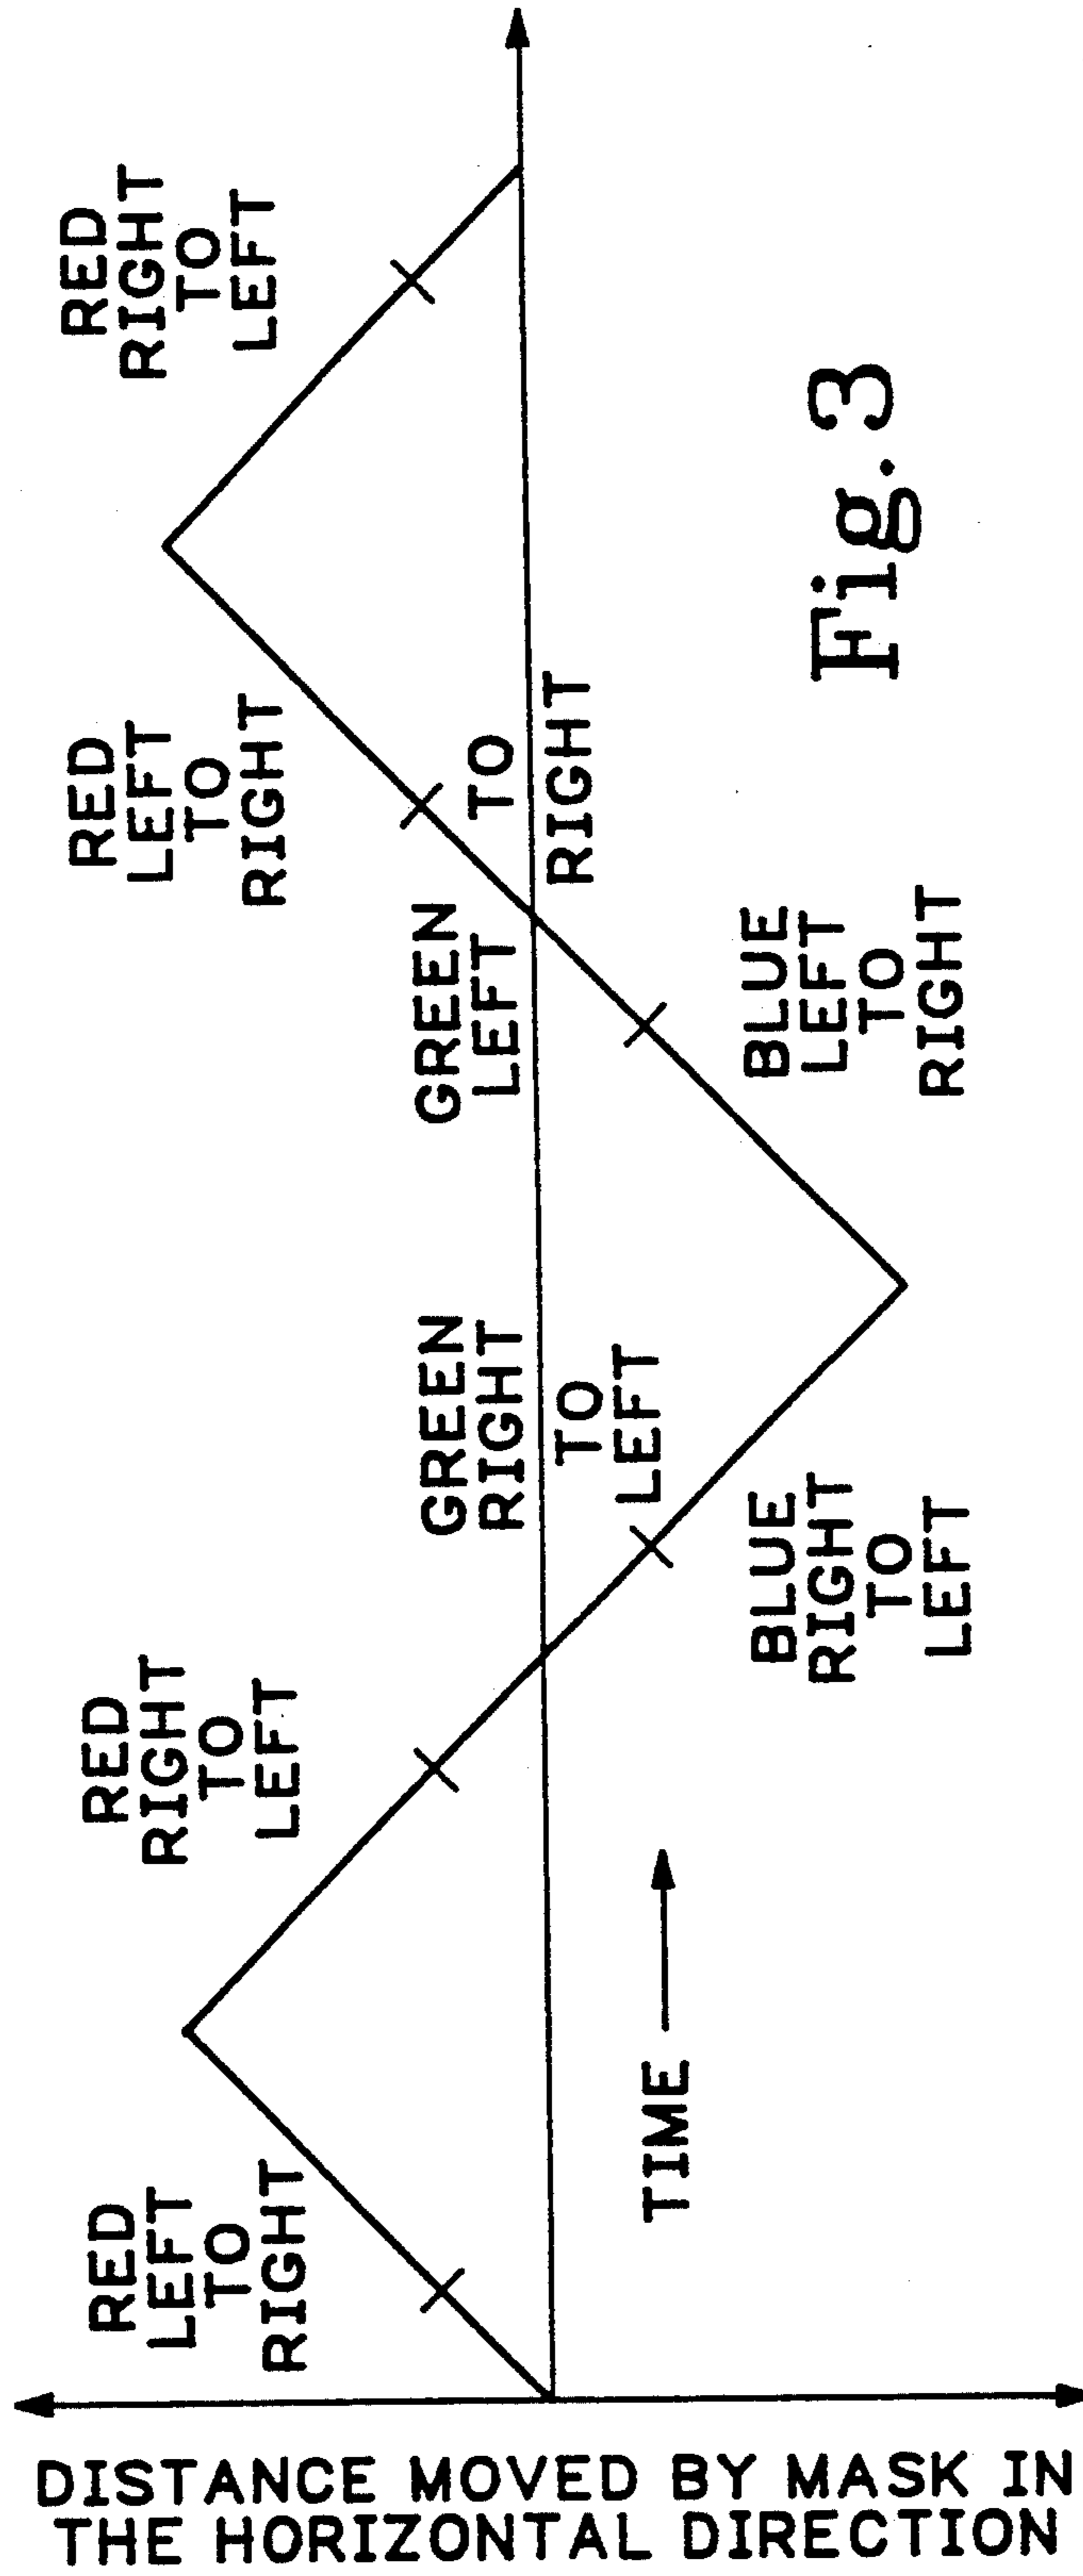 RED
LEFT
TO
RIGHT
RED
RIGHT
TO
LEFT
GREEN
RIGHT
TO
LEFT
BLUE
RIGHT
TO
LEFT
BLUE
LEFT
TO
RIGHT
GREEN
LEFT
TO
RIGHT
RED
LEFT
TO
RIGHT
RED
RIGHT
TO
LEFT
TIME
DISTANCE MOVED BY MASK IN
THE HORIZONTAL DIRECTION
Fig. 3